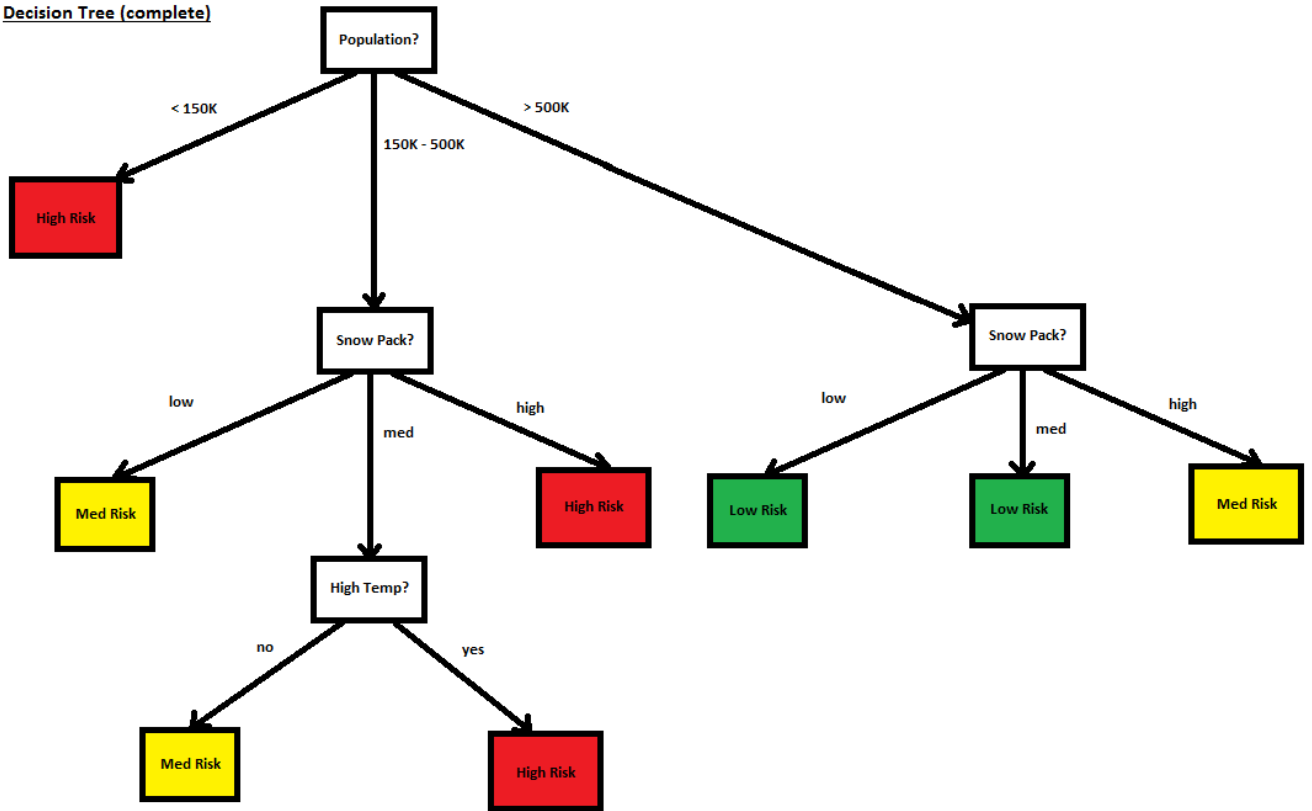 Decision Tree (complete)
Population?
< 150K
150K - 500K
> 500K
High Risk
Snow Pack?
Snow Pack?
low
med
high
low
med
high
Med Risk
High Risk
Low Risk
Low Risk
Med Risk
High Temp?
no
yes
Med Risk
High Risk